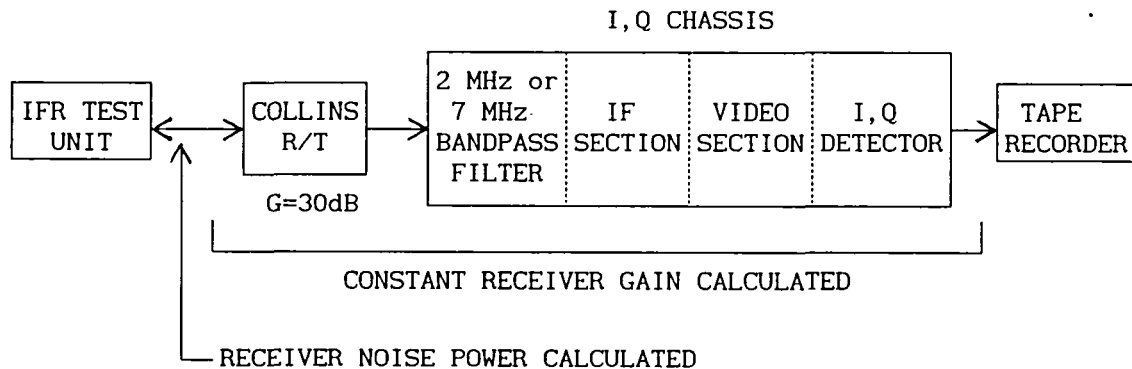 I,Q CHASSIS
IFR TEST
UNIT
COLLINS
R/T
G=30dB
2 MHz or
7 MHz
BANDPASS
FILTER
IF
SECTION
VIDEO
SECTION
I,Q
DETECTOR
TAPE
RECORDER
CONSTANT RECEIVER GAIN CALCULATED
RECEIVER NOISE POWER CALCULATED